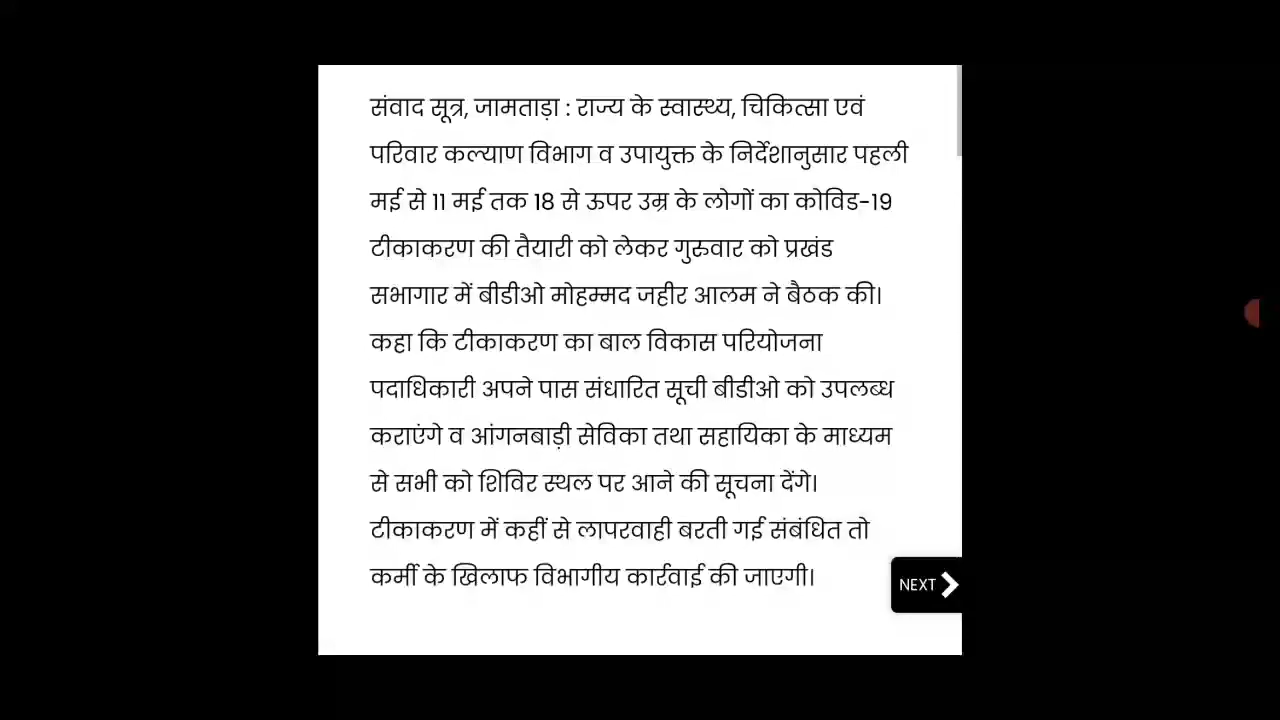 संवाद सूत्र, जामताड़ा : राज्य के स्वास्थ्य, चिकित्सा एवं
परिवार कल्याण विभाग व उपायुक्त के निर्देशानुसार पहली
मई से 11 मई तक 18 से ऊपर उम्र के लोगों का कोविड-19
टीकाकरण की तैयारी को लेकर गुरुवार को प्रखंड
सभागार में बीडीओ मोहम्मद जहीर आलम ने बैठक की।
कहा कि टीकाकरण का बाल विकास परियोजना
पदाधिकारी अपने पास संधारित सूची बीडीओ को उपलब्ध
कराएंगे व आंगनबाड़ी सेविका तथा सहायिका के माध्यम
से सभी को शिविर स्थल पर आने की सूचना देंगे।
टीकाकरण में कहीं से लापरवाही बरती गई संबंधित तो
कर्मी के खिलाफ विभागीय कार्रवाई की जाएगी।
NEXT